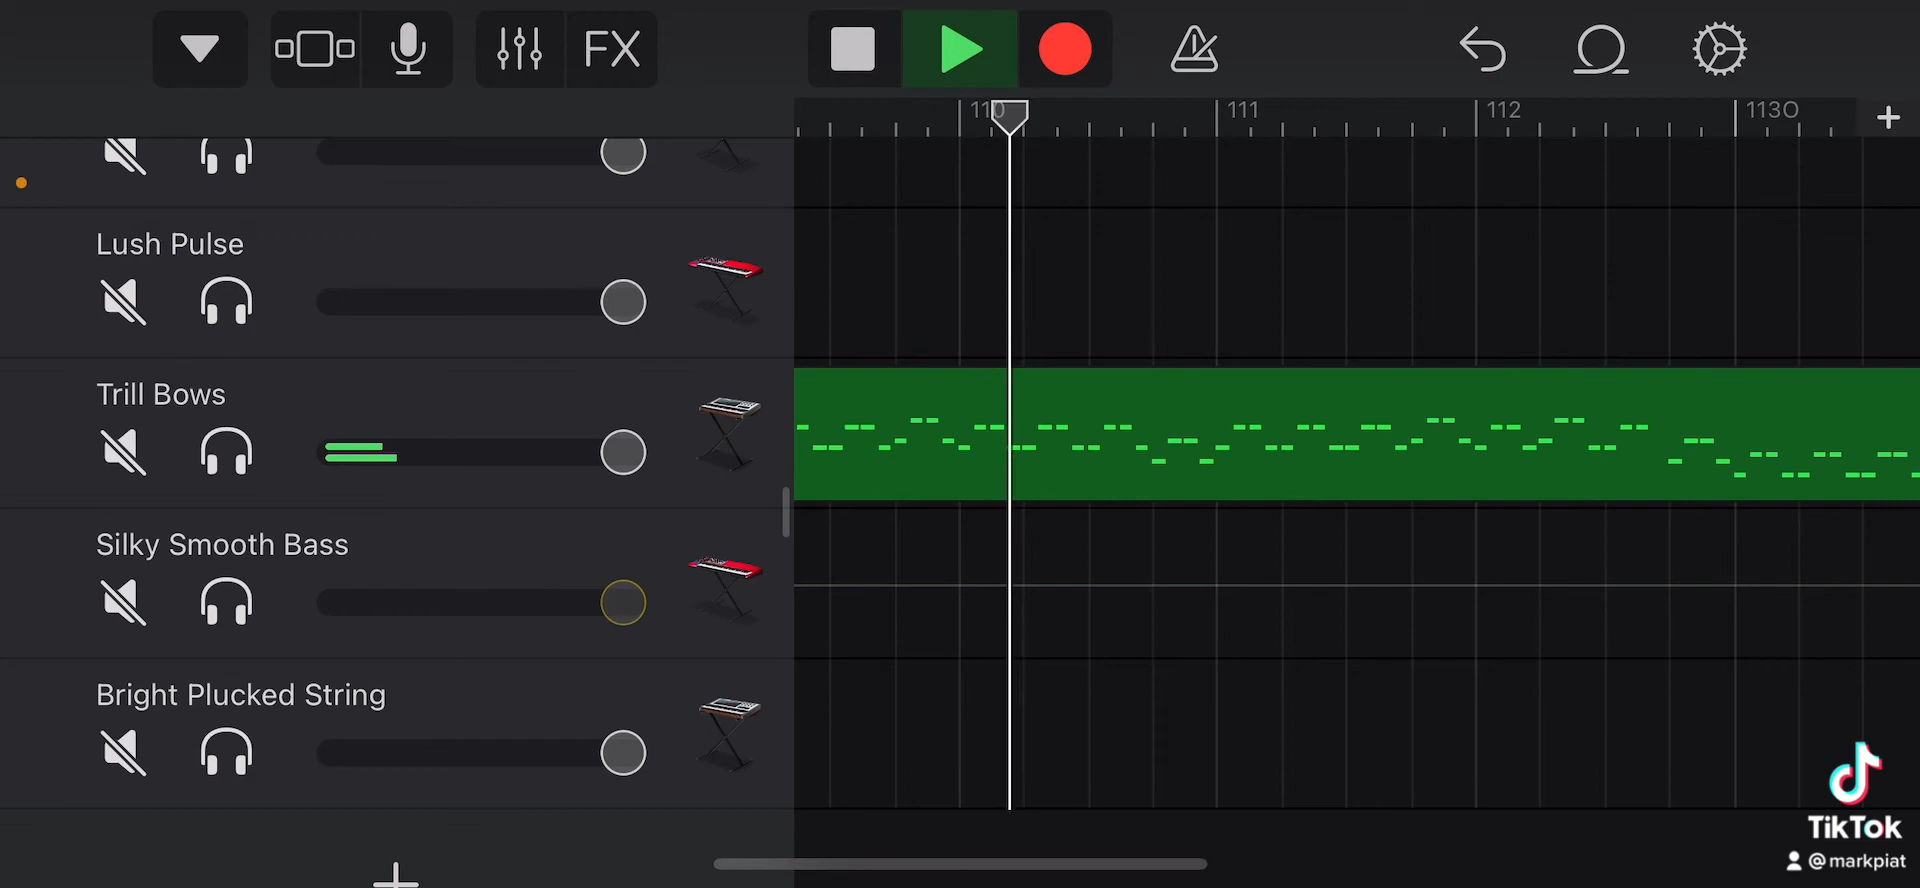 FX
110
111
112
1130
Lush Pulse
Trill Bows
Silky Smooth Bass
Bright Plucked String
TikTok
@markpiat